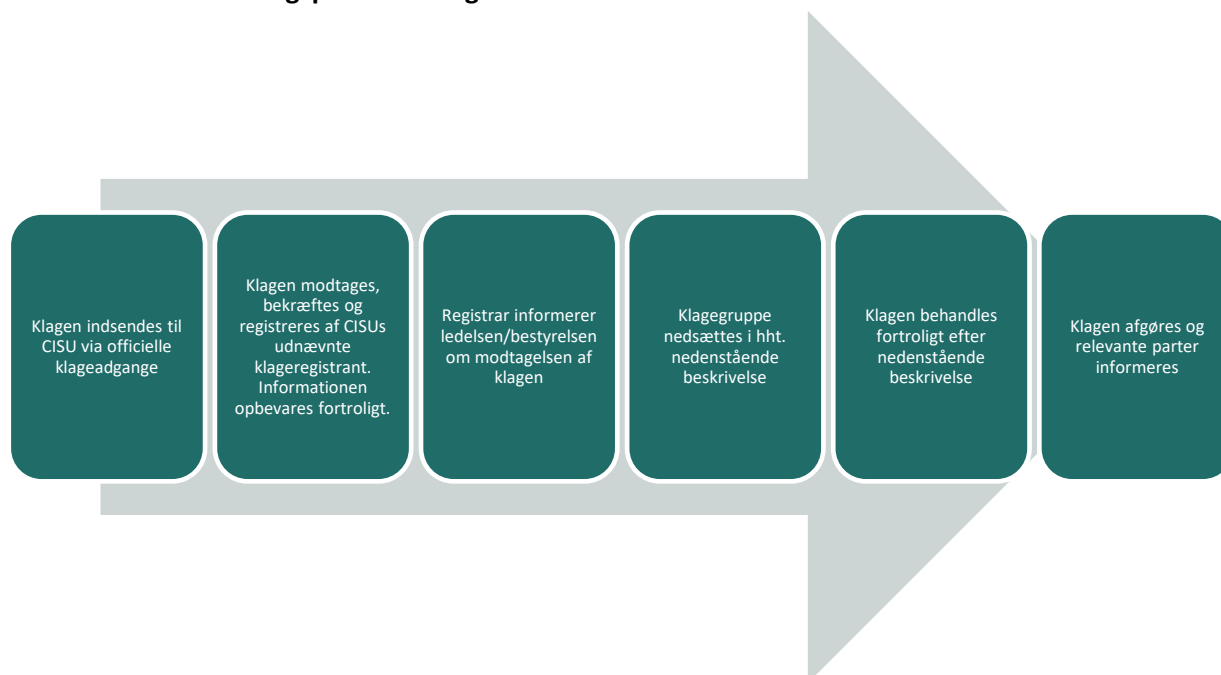 Klagen indsendes til
CISU via officielle
klageadgange
Klagen modtages,
bekræftes og
registreres af CISUs
udnævnte
klageregistrant.
Informationen
opbevares fortroligt.
Registrar informerer
ledelsen/bestyrelsen
om modtagelsen af
klagen
Klagegruppe
nedsættes i hht.
nedenstående
beskrivelse
Klagen behandles
fortroligt efter
nedenstående
beskrivelse
Klagen afgøres og
relevante parter
informeres